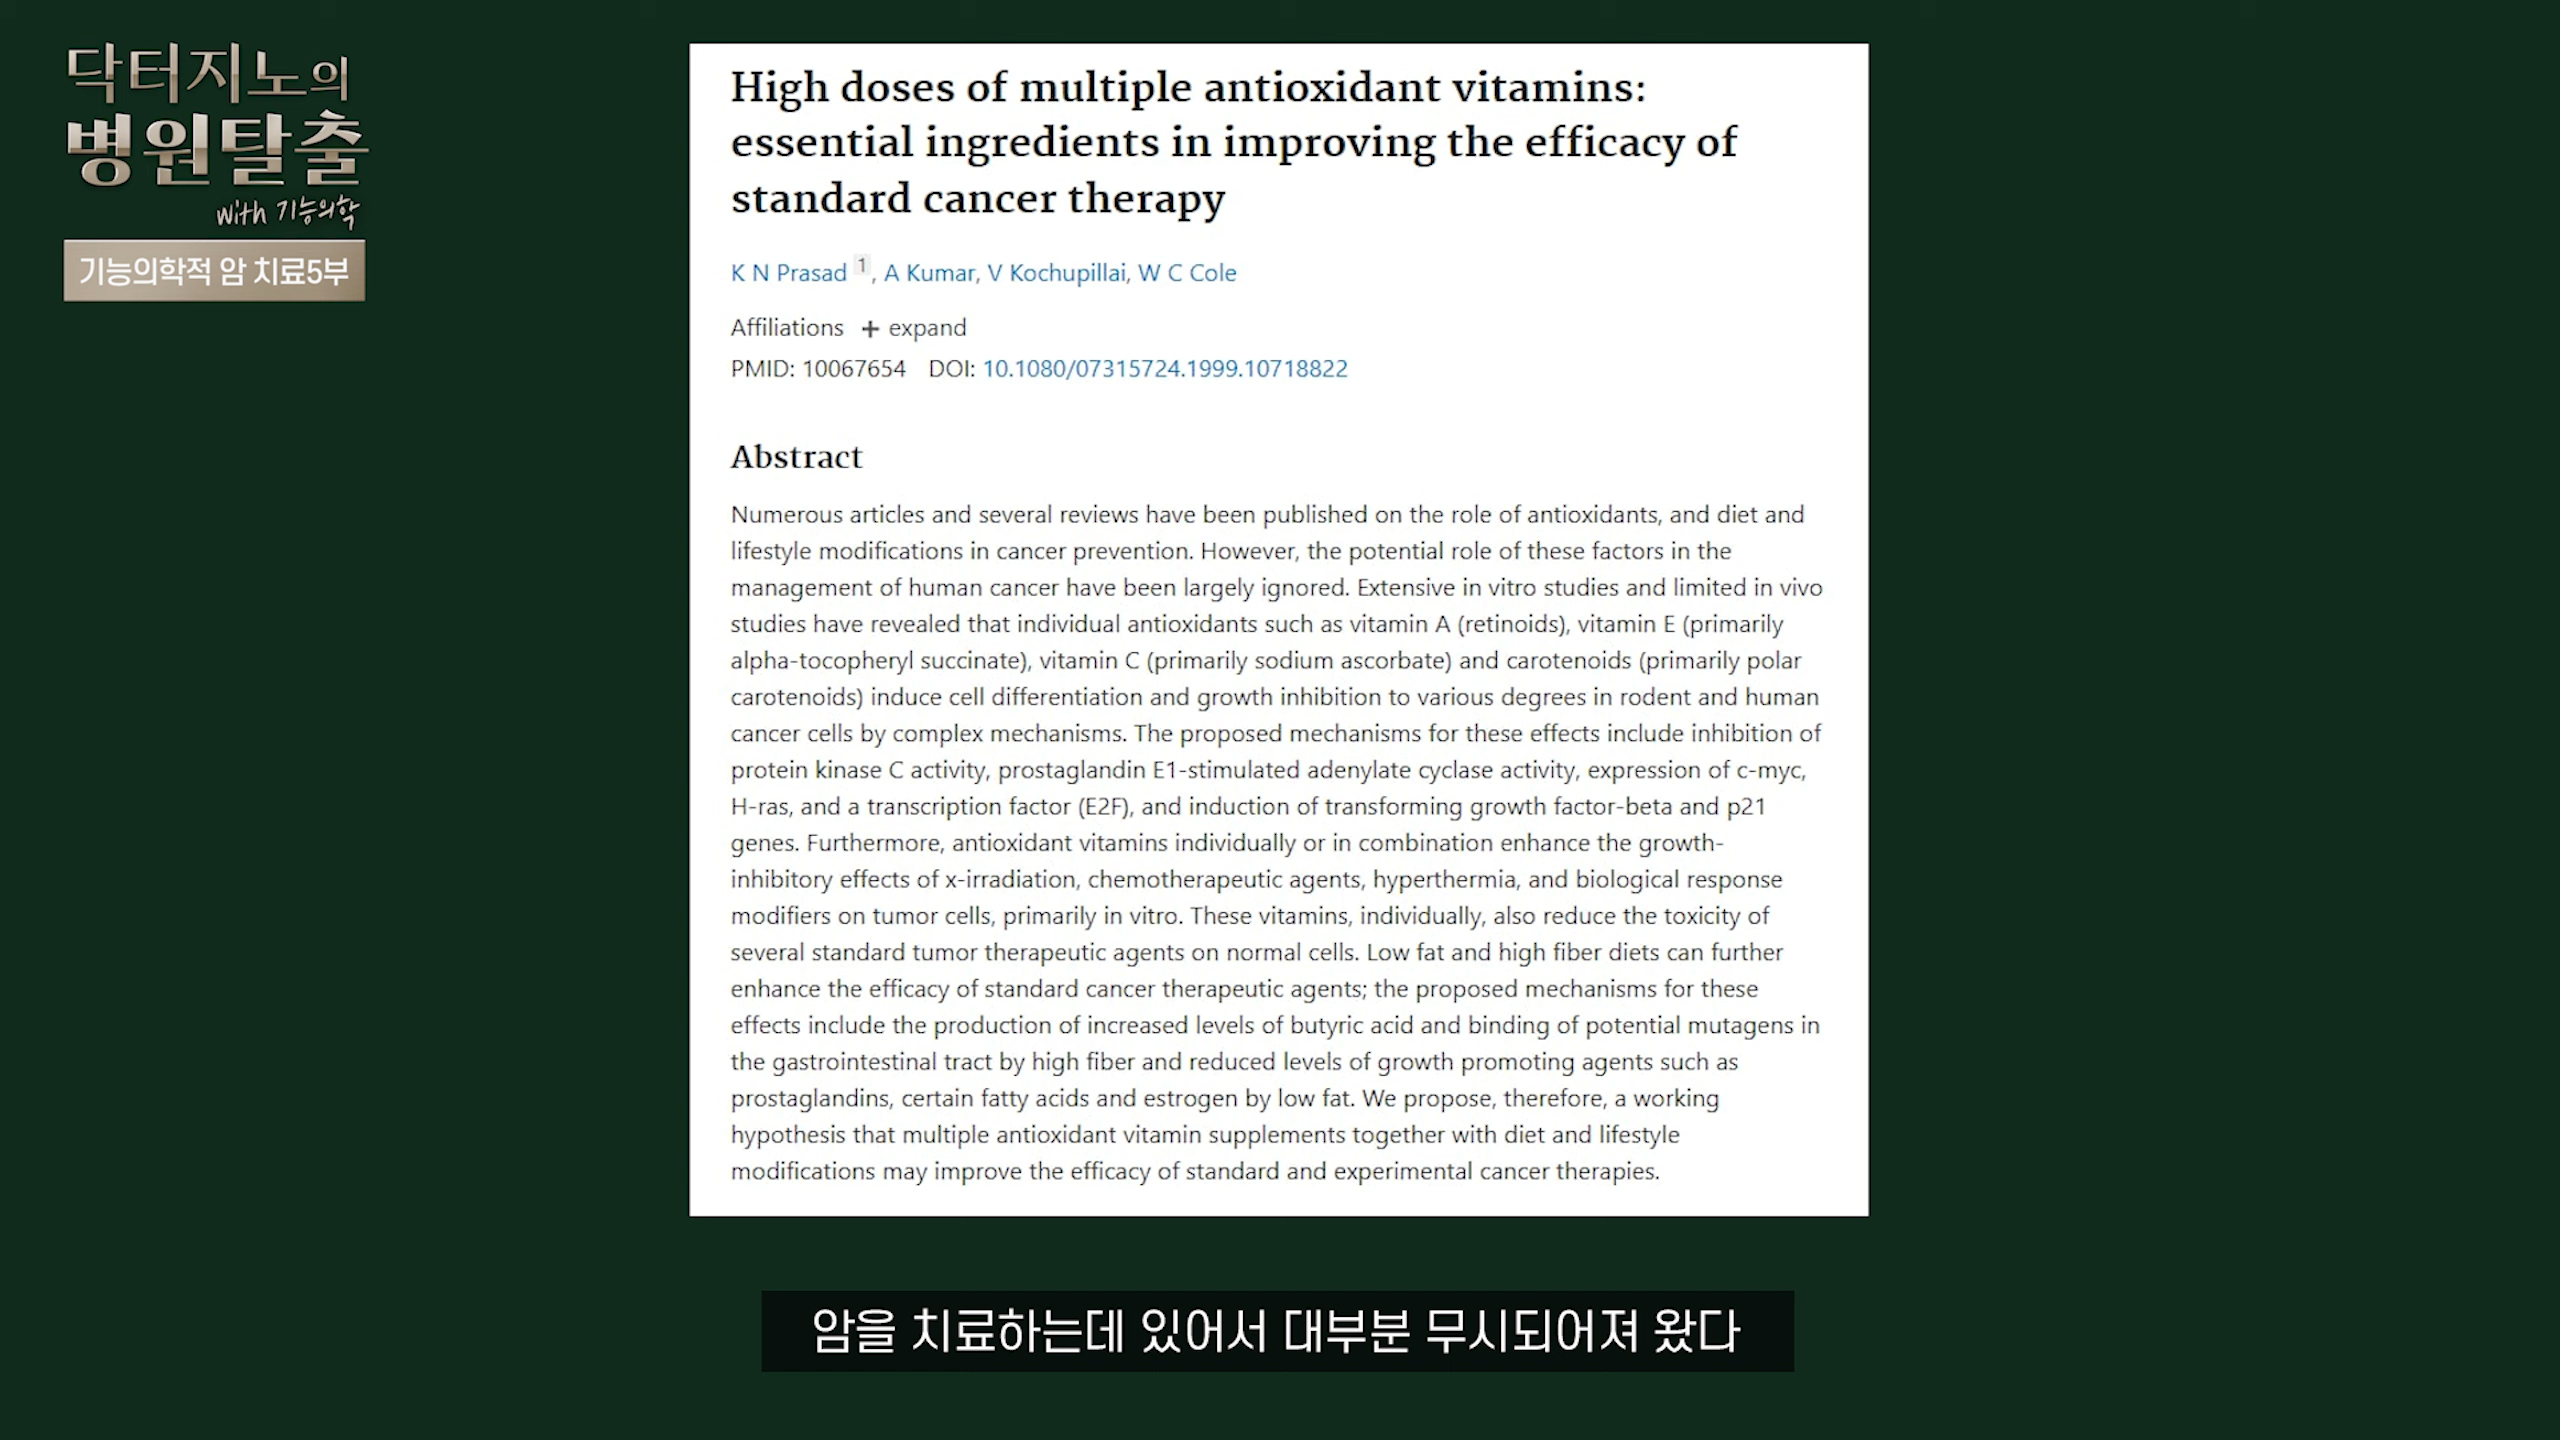 닥터지노의
병원탈출
with 기능의학
기능의학적 암 치료5부
High doses of multiple antioxidant vitamins:
essential ingredients in improving the efficacy of
standard cancer therapy
K N Prasad 1, A Kumar, V Kochupillai, W C Cole
Affiliations + expand
PMID: 10067654 DOI: 10.1080/07315724.1999.10718822
Abstract
Numerous articles and several reviews have been published on the role of antioxidants, and diet and
lifestyle modifications in cancer prevention. However, the potential role of these factors in the
management of human cancer have been largely ignored. Extensive in vitro studies and limited in vivo
studies have revealed that individual antioxidants such as vitamin A (retinoids), vitamin E (primarily
alpha-tocopheryl succinate), vitamin C (primarily sodium ascorbate) and carotenoids (primarily polar
carotenoids) induce cell differentiation and growth inhibition to various degrees in rodent and human
cancer cells by complex mechanisms. The proposed mechanisms for these effects include inhibition of
protein kinase C activity, prostaglandin E1-stimulated adenylate cyclase activity, expression of c-myc,
H-ras, and a transcription factor (E2F), and induction of transforming growth factor-beta and p21
genes. Furthermore, antioxidant vitamins individually or in combination enhance the growth-
inhibitory effects of x-irradiation, chemotherapeutic agents, hyperthermia, and biological response
modifiers on tumor cells, primarily in vitro. These vitamins, individually, also reduce the toxicity of
several standard tumor therapeutic agents on normal cells. Low fat and high fiber diets can further
enhance the efficacy of standard cancer therapeutic agents; the proposed mechanisms for these
effects include the production of increased levels of butyric acid and binding of potential mutagens in
the gastrointestinal tract by high fiber and reduced levels of growth promoting agents such as
prostaglandins, certain fatty acids and estrogen by low fat. We propose, therefore, a working
hypothesis that multiple antioxidant vitamin supplements together with diet and lifestyle
modifications may improve the efficacy of standard and experimental cancer therapies.
암을 치료하는데 있어서 대부분 무시되어져 왔다